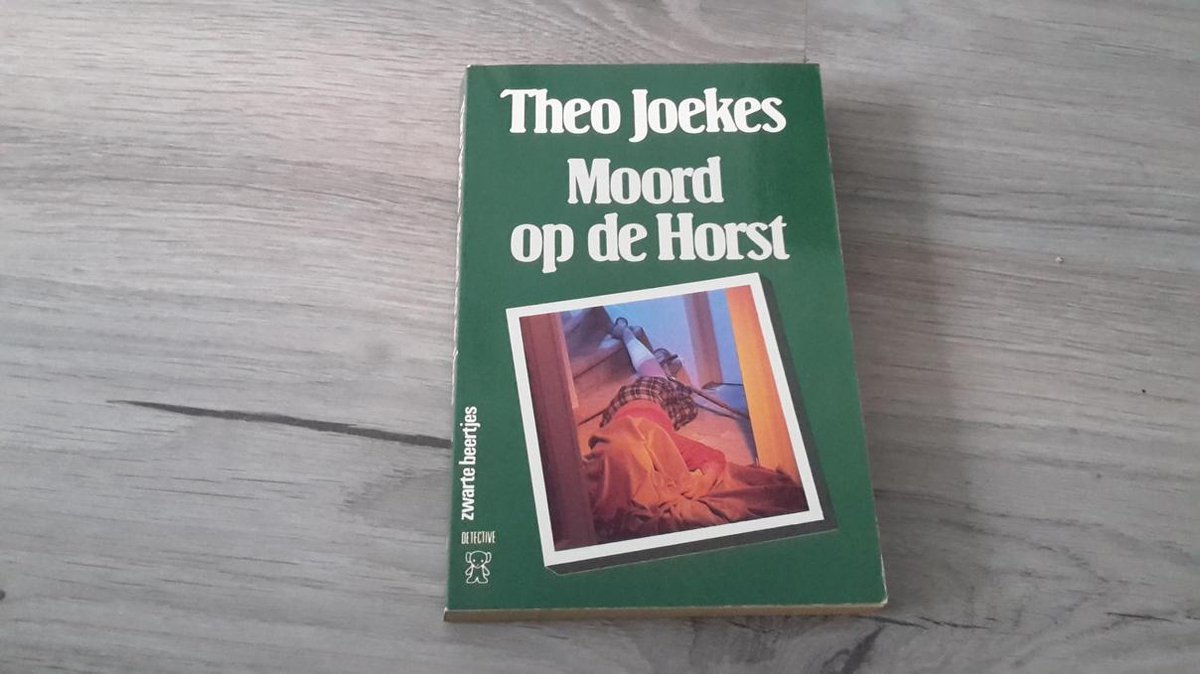 Theo Joekes
Moord
op de Horst
zwarte beertjes
DETECTIVE